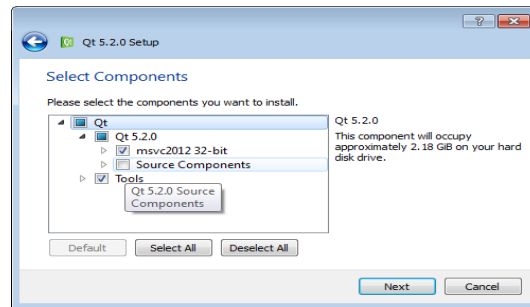 Qt 5.2.0 Setup
Select Components
Please select the components you want to install.
Qt
Qt 5.2.0
msvc2012 32-bit
Source Components
Tools
Qt 5.2.0 Source
Components
Qt 5.2.0
This component will occupy
approximately 2.18 GiB on your hard
disk drive.
Default
Select All
Deselect All
Next
Cancel